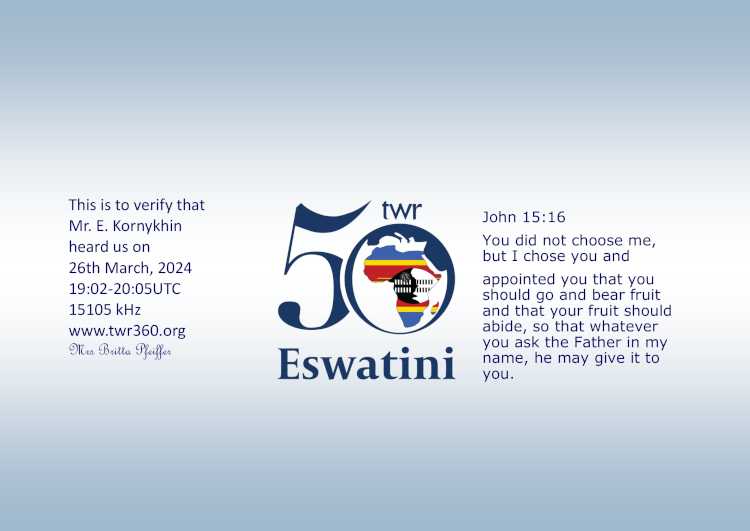 This is to verify that
Mr. E. Kornykhin
heard us on
26th March, 2024
19:02-20:05UTC
15105 kHz
www.twr360.org
Mrs Britta Pfeiffer
twr
50
Eswatini
John 15:16
You did not choose me,
but I chose you and
appointed you that you
should go and bear fruit
and that your fruit should
abide, so that whatever
you ask the Father in my
name, he may give it to
you.